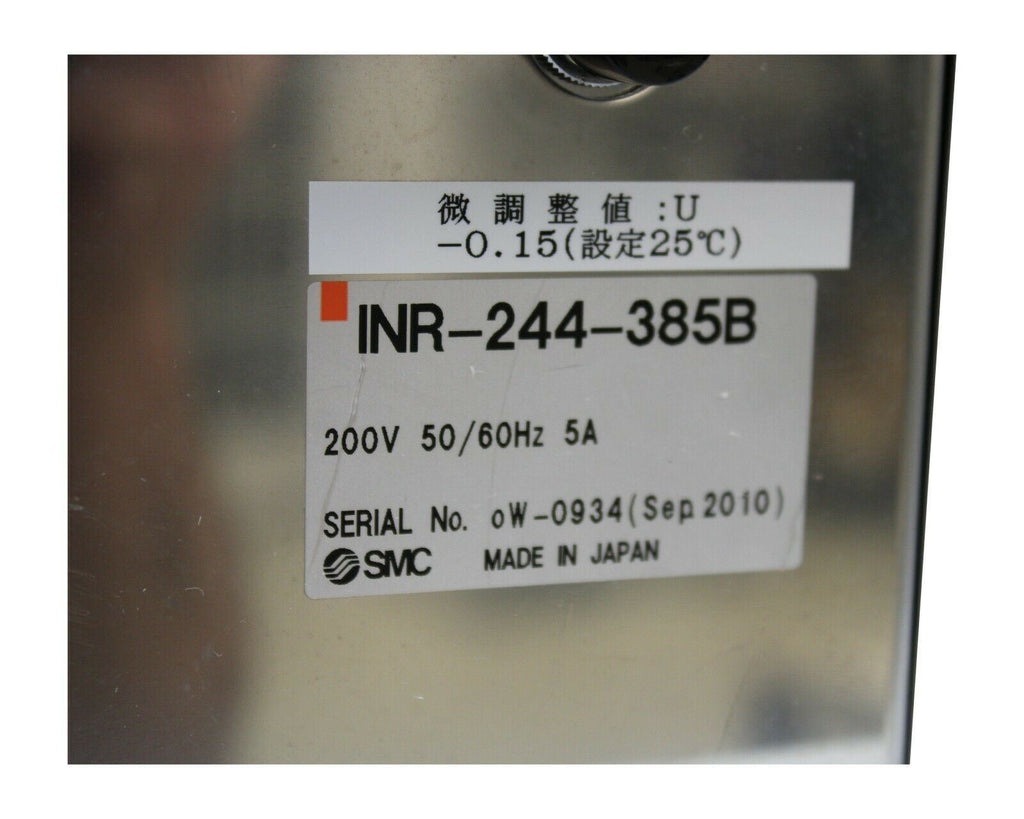 微調整値:U
-0.15(設定25℃)
INR-244-385B
200V 50/60Hz 5A
SERIAL No. oW-0934(Sep.2010)
SMC MADE IN JAPAN